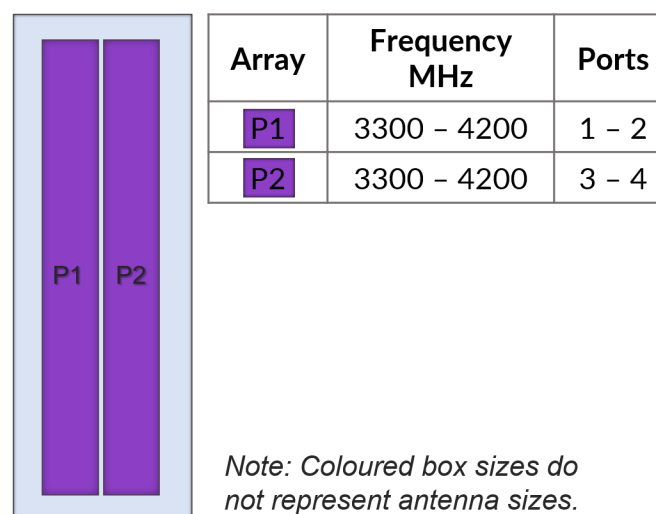 P1 P2
Array Frequency MHz Ports
P1 3300 – 4200 1 – 2
P2 3300 – 4200 3 – 4
Note: Coloured box sizes do
not represent antenna sizes.